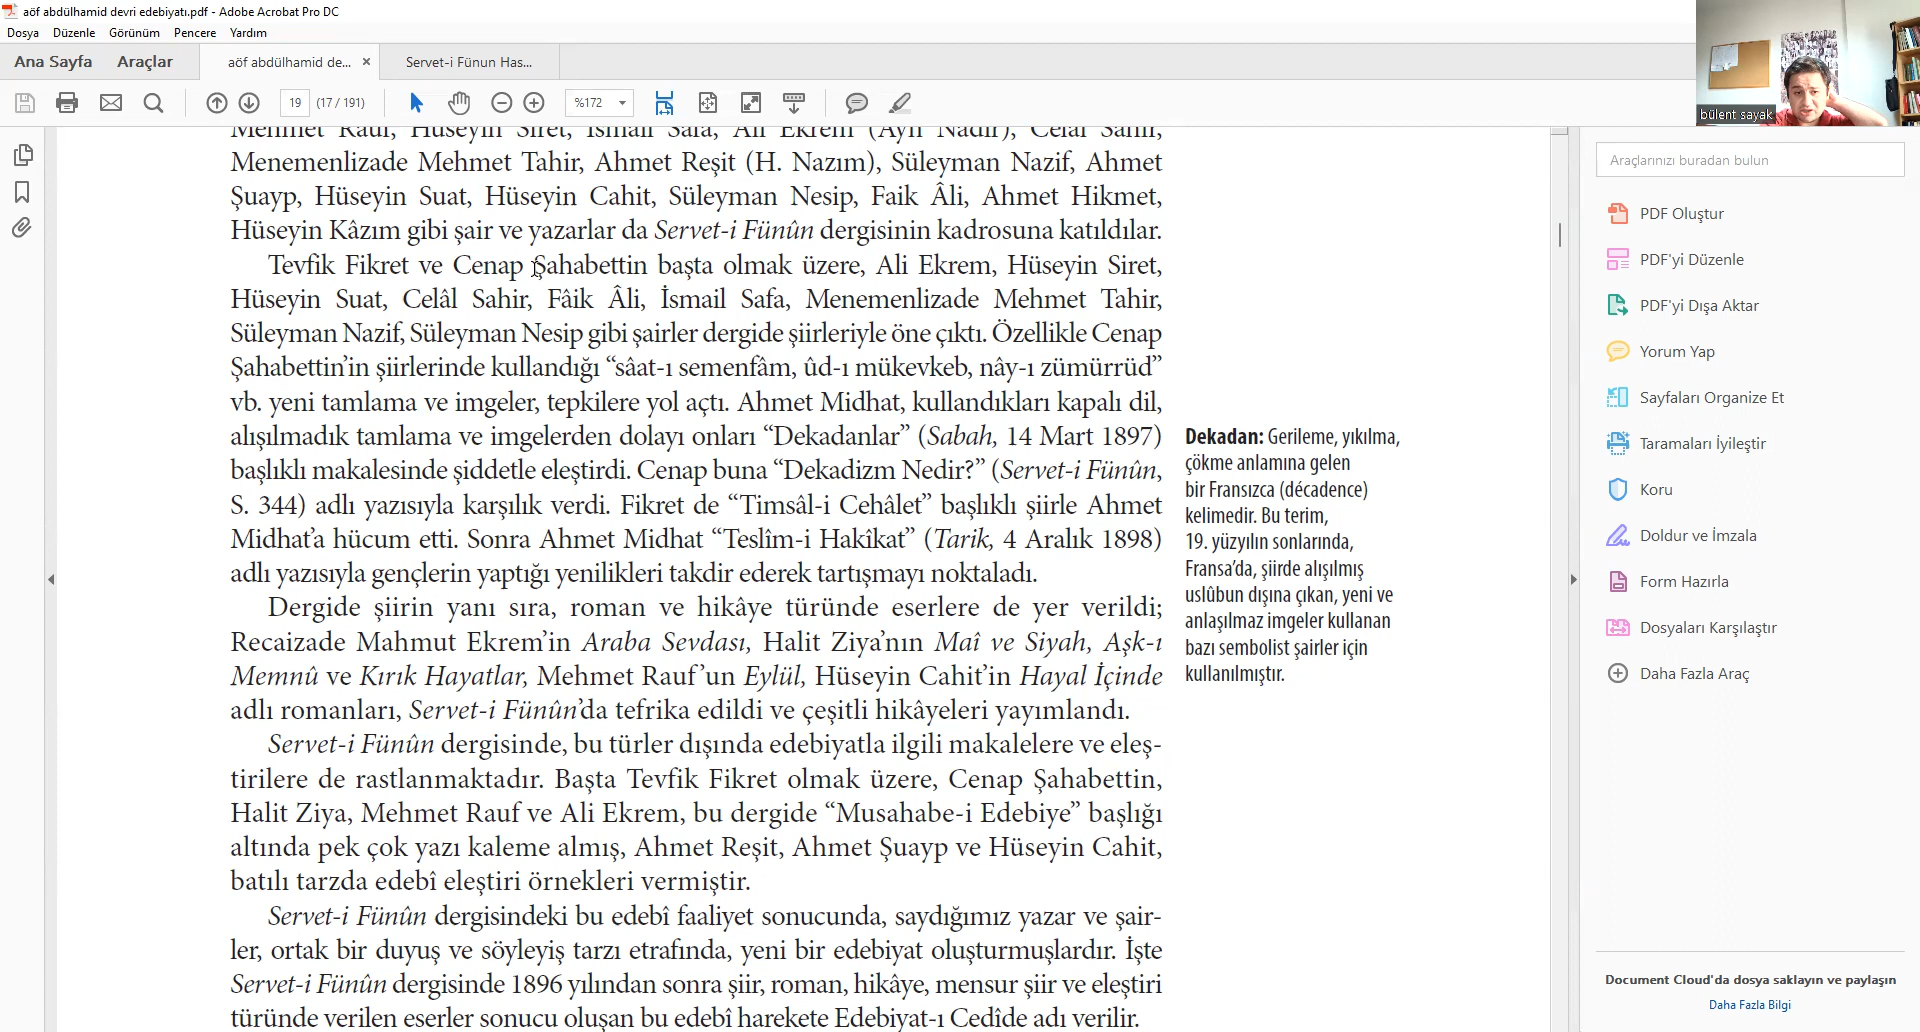 aöf abdülhamid devri edebiyatı.pdf - Adobe Acrobat Pro DC
Dosya Düzenle Görünüm Pencere Yardım
Ana Sayfa Araçlar aöf abdülhamid de... × Servet-i Fünun Has...
19 (17 / 191) %172
bülent sayak
Mehmet Rauf, Hüseyin Siret, İsmail Safa, Ali Ekrem (Ayn Nadir), Celâl Sahir,
Menemenlizade Mehmet Tahir, Ahmet Reşit (H. Nazım), Süleyman Nazif, Ahmet
Şuayp, Hüseyin Suat, Hüseyin Cahit, Süleyman Nesip, Faik Âli, Ahmet Hikmet,
Hüseyin Kâzım gibi şair ve yazarlar da Servet-i Fünûn dergisinin kadrosuna katıldılar.
Tevfik Fikret ve Cenap Şahabettin başta olmak üzere, Ali Ekrem, Hüseyin Siret,
Hüseyin Suat, Celâl Sahir, Fâik Âli, İsmail Safa, Menemenlizade Mehmet Tahir,
Süleyman Nazif, Süleyman Nesip gibi şairler dergide şiirleriyle öne çıktı. Özellikle Cenap
Şahabettin'in şiirlerinde kullandığı “sâat-ı semenfâm, ûd-ı mükevkeb, nây-ı zümürrüd”
vb. yeni tamlama ve imgeler, tepkilere yol açtı. Ahmet Midhat, kullandıkları kapalı dil,
alışılmadık tamlama ve imgelerden dolayı onları “Dekadanlar” (Sabah, 14 Mart 1897)
başlıklı makalesinde şiddetle eleştirdi. Cenap buna “Dekadizm Nedir?” (Servet-i Fünûn,
S. 344) adlı yazısıyla karşılık verdi. Fikret de “Timsâl-i Cehâlet” başlıklı şiirle Ahmet
Midhat'a hücum etti. Sonra Ahmet Midhat “Teslîm-i Hakîkat” (Tarik, 4 Aralık 1898)
adlı yazısıyla gençlerin yaptığı yenilikleri takdir ederek tartışmayı noktaladı.
Dergide şiirin yanı sıra, roman ve hikâye türünde eserlere de yer verildi;
Recaizade Mahmut Ekrem'in Araba Sevdası, Halit Ziya'nın Maî ve Siyah, Aşk-ı
Memnû ve Kırık Hayatlar, Mehmet Rauf'un Eylül, Hüseyin Cahit'in Hayal İçinde
adlı romanları, Servet-i Fünûn'da tefrika edildi ve çeşitli hikâyeleri yayımlandı.
Servet-i Fünûn dergisinde, bu türler dışında edebiyatla ilgili makalelere ve eleş-
tirilere de rastlanmaktadır. Başta Tevfik Fikret olmak üzere, Cenap Şahabettin,
Halit Ziya, Mehmet Rauf ve Ali Ekrem, bu dergide “Musahabe-i Edebiye” başlığı
altında pek çok yazı kaleme almış, Ahmet Reşit, Ahmet Şuayp ve Hüseyin Cahit,
batılı tarzda edebî eleştiri örnekleri vermiştir.
Servet-i Fünûn dergisindeki bu edebî faaliyet sonucunda, saydığımız yazar ve şair-
ler, ortak bir duyuş ve söyleyiş tarzı etrafında, yeni bir edebiyat oluşturmuşlardır. İşte
Servet-i Fünûn dergisinde 1896 yılından sonra şiir, roman, hikâye, mensur şiir ve eleştiri
türünde verilen eserler sonucu oluşan bu edebî harekete Edebiyat-ı Cedîde adı verilir.
Dekadan: Gerileme, yıkılma,
çökme anlamına gelen
bir Fransızca (décadence)
kelimedir. Bu terim,
19. yüzyılın sonlarında,
Fransa'da, şiirde alışılmış
uslûbun dışına çıkan, yeni ve
anlaşılmaz imgeler kullanan
bazı sembolist şairler için
kullanılmıştır.
Araçlarınızı buradan bulun
PDF Oluştur
PDF'yi Düzenle
PDF'yi Dışa Aktar
Yorum Yap
Sayfaları Organize Et
Taramaları İyileştir
Koru
Doldur ve İmzala
Form Hazırla
Dosyaları Karşılaştır
Daha Fazla Araç
Document Cloud'da dosya saklayın ve paylaşın
Daha Fazla Bilgi